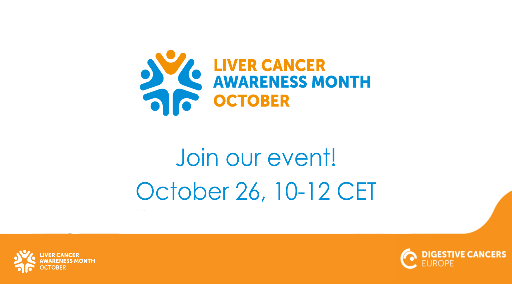 LIVER CANCER
AWARENESS MONTH
OCTOBER
Join our event!
October 26, 10-12 CET
LIVER CANCER
AWARENESS MONTH
OCTOBER
DIGESTIVE CANCERS
EUROPE